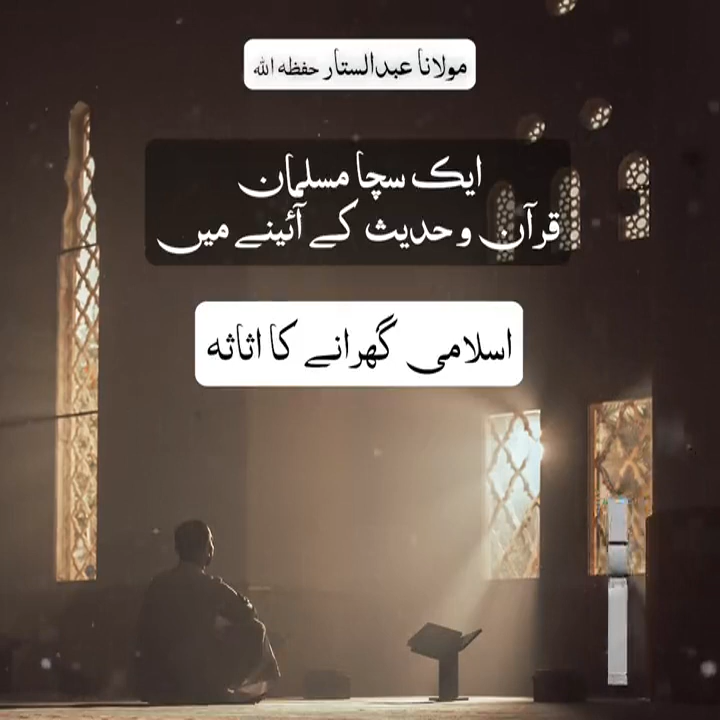 مولانا عبدالستار حفظہ اللہ
ایک سچا مسلمان
قرآن و حدیث کے آئینے میں
اسلامی گھرانے کا اثاثہ